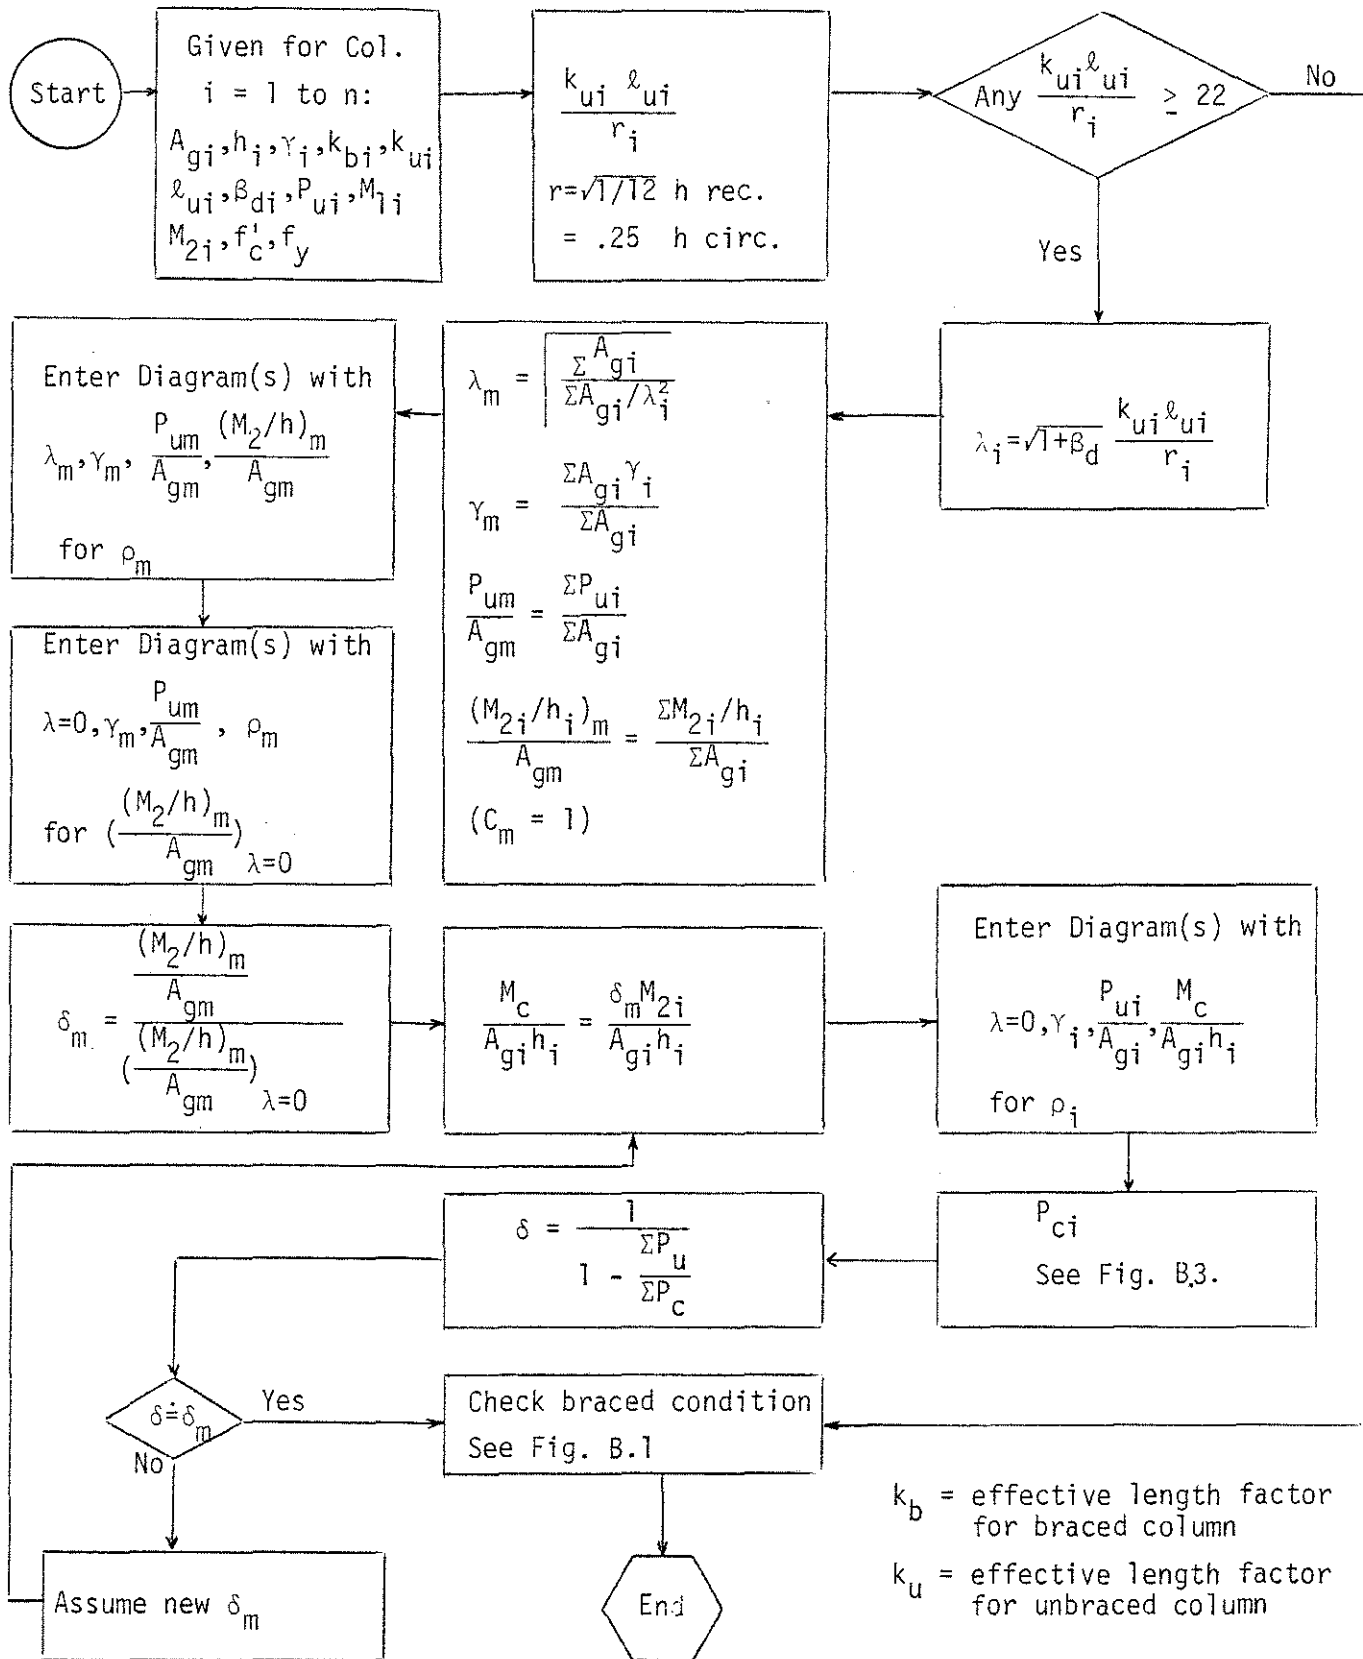 Start
Given for Col.
i = 1 to n:
A_gi, h_i, γ_i, k_bi, k_ui
ℓ_ui, β_di, P_ui, M_1i
M_2i, f'_c, f_y
k_ui ℓ_ui / r_i
r = √1/12 h rec.
= .25 h circ.
Any k_ui ℓ_ui / r_i ≥ 22
No
Yes
λ_i = √1+β_d k_ui ℓ_ui / r_i
λ_m = √ΣA_gi / ΣA_gi/λ_i²
γ_m = ΣA_gi γ_i / ΣA_gi
P_um / A_gm = ΣP_ui / ΣA_gi
(M_2i/h_i)_m / A_gm = ΣM_2i/h_i / ΣA_gi
(C_m = 1)
Enter Diagram(s) with
λ_m, γ_m, P_um / A_gm, (M_2/h)_m / A_gm
for ρ_m
Enter Diagram(s) with
λ=0, γ_m, P_um / A_gm , ρ_m
for ((M_2/h)_m / A_gm)_λ=0
δ_m = (M_2/h)_m / A_gm / ((M_2/h)_m / A_gm)_λ=0
M_c / A_gi h_i = δ_m M_2i / A_gi h_i
Enter Diagram(s) with
λ=0, γ_i, P_ui / A_gi, M_c / A_gi h_i
for ρ_i
P_ci
See Fig. B.3.
δ = 1 / 1 - ΣP_u / ΣP_c
δ≐δ_m
Yes
No
Check braced condition
See Fig. B.1
Assume new δ_m
End
k_b = effective length factor
for braced column
k_u = effective length factor
for unbraced column